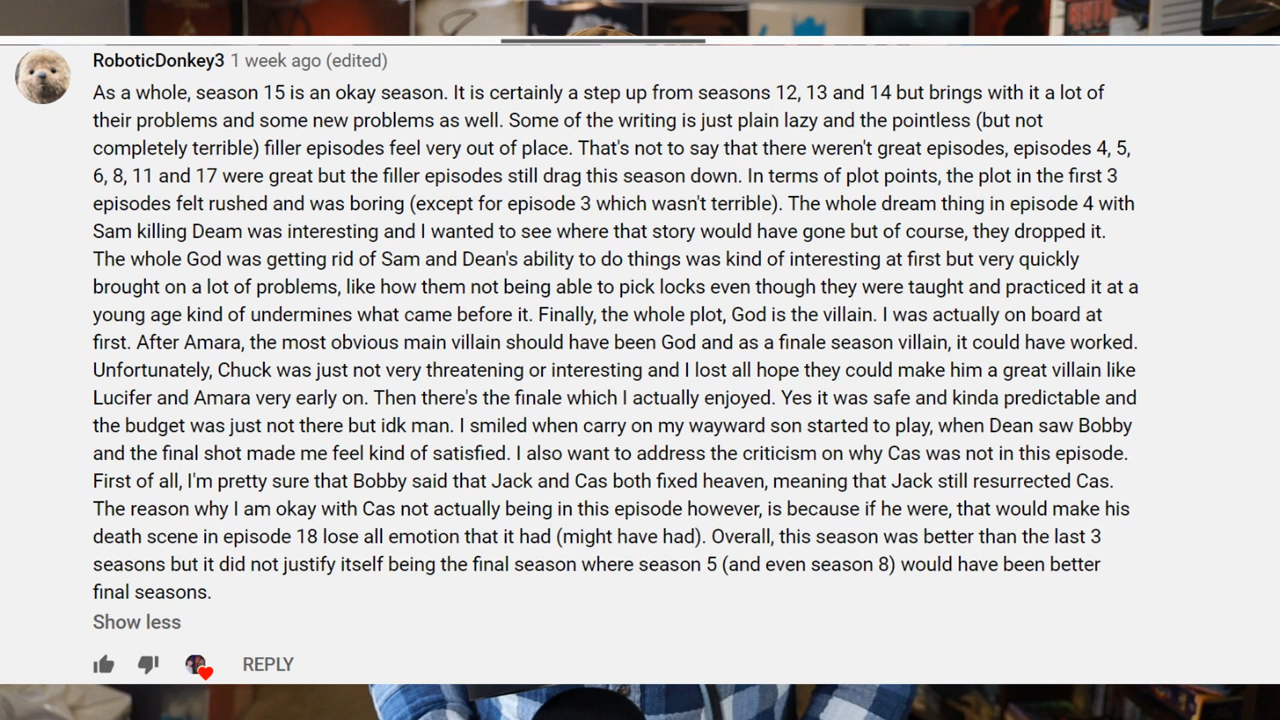 RoboticDonkey3 1 week ago (edited)
As a whole, season 15 is an okay season. It is certainly a step up from seasons 12, 13 and 14 but brings with it a lot of
their problems and some new problems as well. Some of the writing is just plain lazy and the pointless (but not
completely terrible) filler episodes feel very out of place. That's not to say that there weren't great episodes, episodes 4, 5,
6, 8, 11 and 17 were great but the filler episodes still drag this season down. In terms of plot points, the plot in the first 3
episodes felt rushed and was boring (except for episode 3 which wasn't terrible). The whole dream thing in episode 4 with
Sam killing Deam was interesting and I wanted to see where that story would have gone but of course, they dropped it.
The whole God was getting rid of Sam and Dean's ability to do things was kind of interesting at first but very quickly
brought on a lot of problems, like how them not being able to pick locks even though they were taught and practiced it at a
young age kind of undermines what came before it. Finally, the whole plot, God is the villain. I was actually on board at
first. After Amara, the most obvious main villain should have been God and as a finale season villain, it could have worked.
Unfortunately, Chuck was just not very threatening or interesting and I lost all hope they could make him a great villain like
Lucifer and Amara very early on. Then there's the finale which I actually enjoyed. Yes it was safe and kinda predictable and
the budget was just not there but idk man. I smiled when carry on my wayward son started to play, when Dean saw Bobby
and the final shot made me feel kind of satisfied. I also want to address the criticism on why Cas was not in this episode.
First of all, I'm pretty sure that Bobby said that Jack and Cas both fixed heaven, meaning that Jack still resurrected Cas.
The reason why I am okay with Cas not actually being in this episode however, is because if he were, that would make his
death scene in episode 18 lose all emotion that it had (might have had). Overall, this season was better than the last 3
seasons but it did not justify itself being the final season where season 5 (and even season 8) would have been better
final seasons.
Show less
REPLY